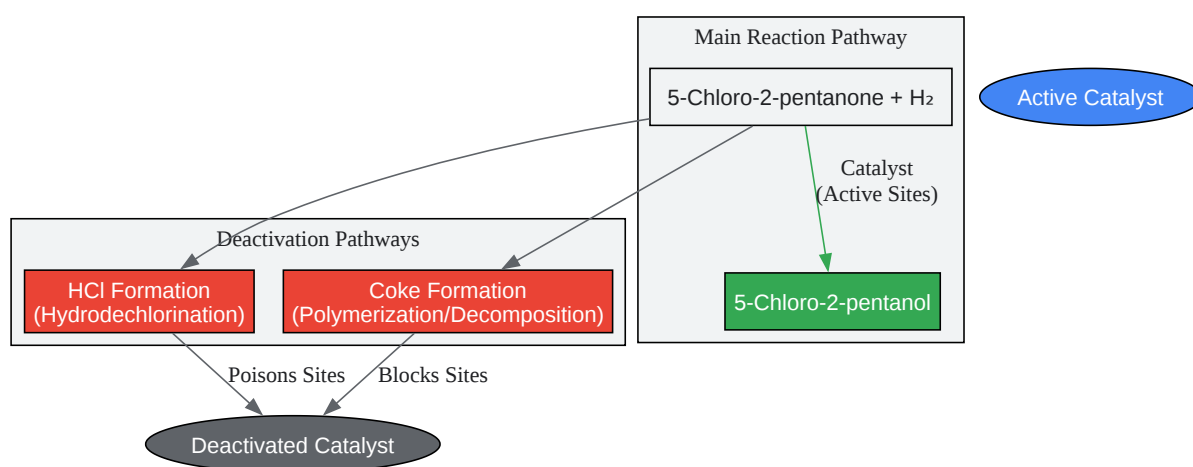 Main Reaction Pathway
5-Chloro-2-pentanone + H₂
Active Catalyst
Catalyst
(Active Sites)
Deactivation Pathways
HCl Formation
(Hydrodechlorination)
Coke Formation
(Polymerization/Decomposition)
5-Chloro-2-pentanol
Poisons Sites
Blocks Sites
Deactivated Catalyst